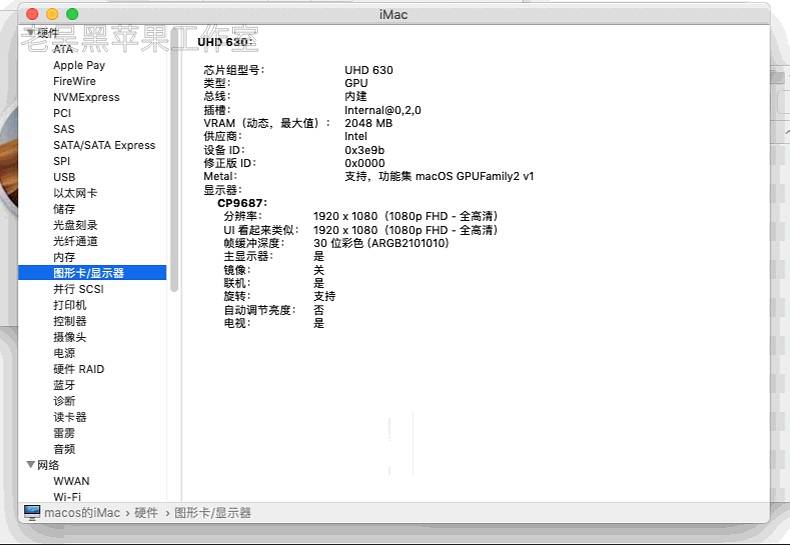 iMac
老吴黑苹果工作室
硬件
ATA
Apple Pay
FireWire
NVMExpress
PCI
SAS
SATA/SATA Express
SPI
USB
以太网卡
储存
光盘刻录
光纤通道
内存
图形卡/显示器
并行 SCSI
打印机
控制器
摄像头
电源
硬件 RAID
蓝牙
诊断
读卡器
雷雳
音频
网络
WWAN
Wi-Fi
UHD 630:
芯片组型号: UHD 630
类型: GPU
总线: 内建
插槽: Internal@0,2,0
VRAM（动态，最大值）: 2048 MB
供应商: Intel
设备 ID: 0x3e9b
修正版 ID: 0x0000
Metal: 支持，功能集 macOS GPUFamily2 v1
显示器:
CP9687:
分辨率: 1920 x 1080（1080p FHD - 全高清）
UI 看起来类似: 1920 x 1080（1080p FHD - 全高清）
帧缓冲深度: 30 位彩色 (ARGB2101010)
主显示器: 是
镜像: 关
联机: 是
旋转: 支持
自动调节亮度: 否
电视: 是
macos的iMac › 硬件 › 图形卡/显示器